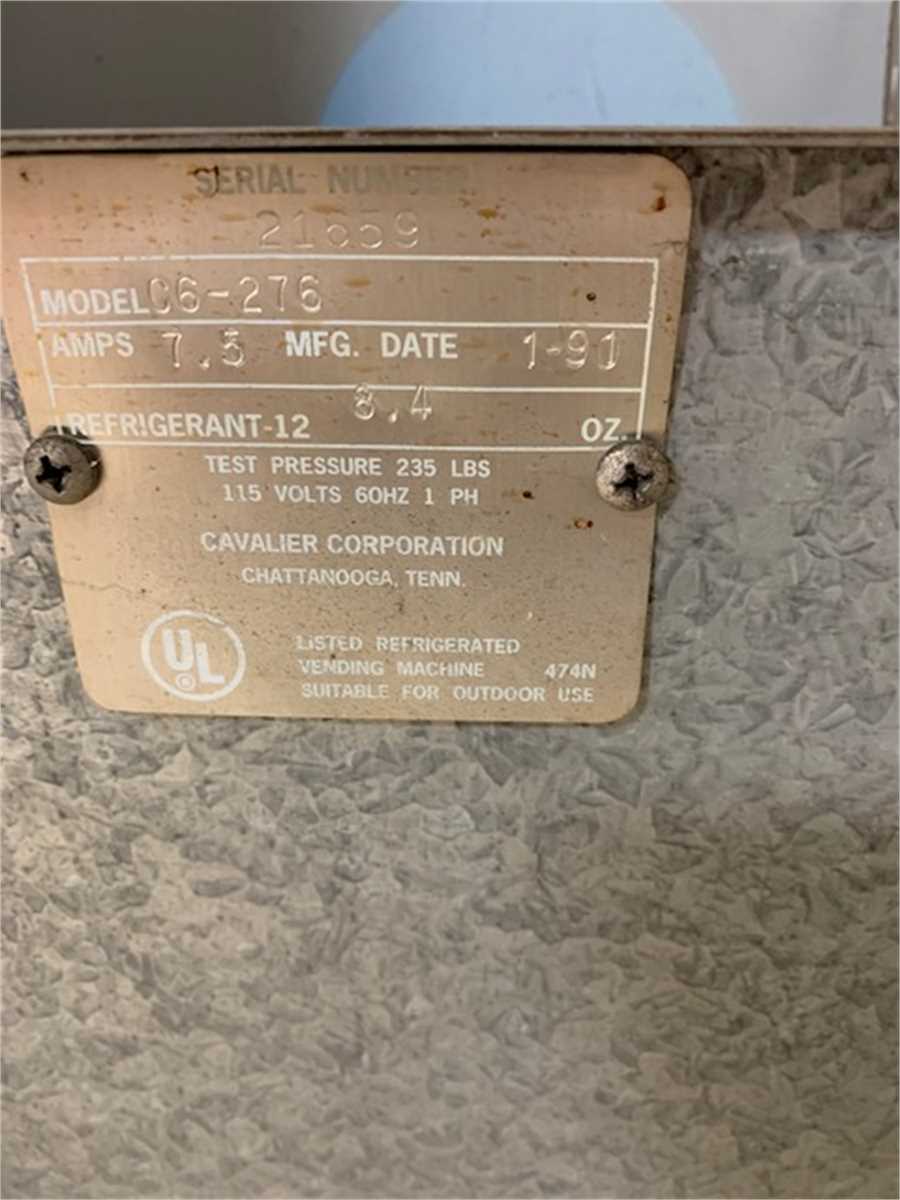 SERIAL NUMBER
21659
MODEL C6-276
AMPS 7.5 MFG. DATE 1-91
REFRIGERANT-12 8.4 OZ.
TEST PRESSURE 235 LBS
115 VOLTS 60HZ 1 PH
CAVALIER CORPORATION
CHATTANOOGA, TENN.
UL ®
LISTED REFRIGERATED
VENDING MACHINE 474N
SUITABLE FOR OUTDOOR USE